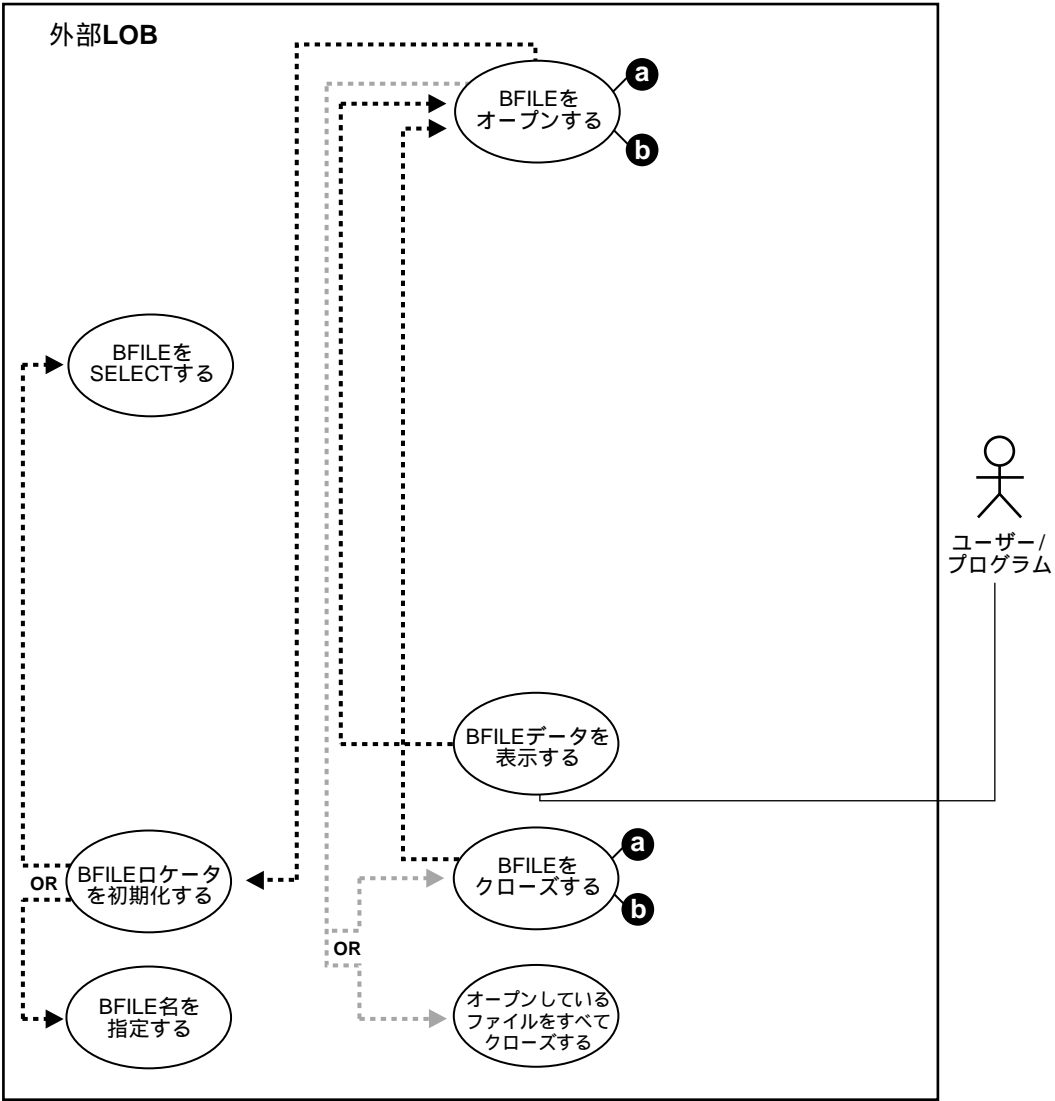 外部LOB
BFILEを
オープンする
a
b
BFILEを
SELECTする
ユーザー/
プログラム
BFILEデータを
表示する
BFILEロケータ
を初期化する
OR
BFILEを
クローズする
a
b
OR
BFILE名を
指定する
オープンしている
ファイルをすべて
クローズする